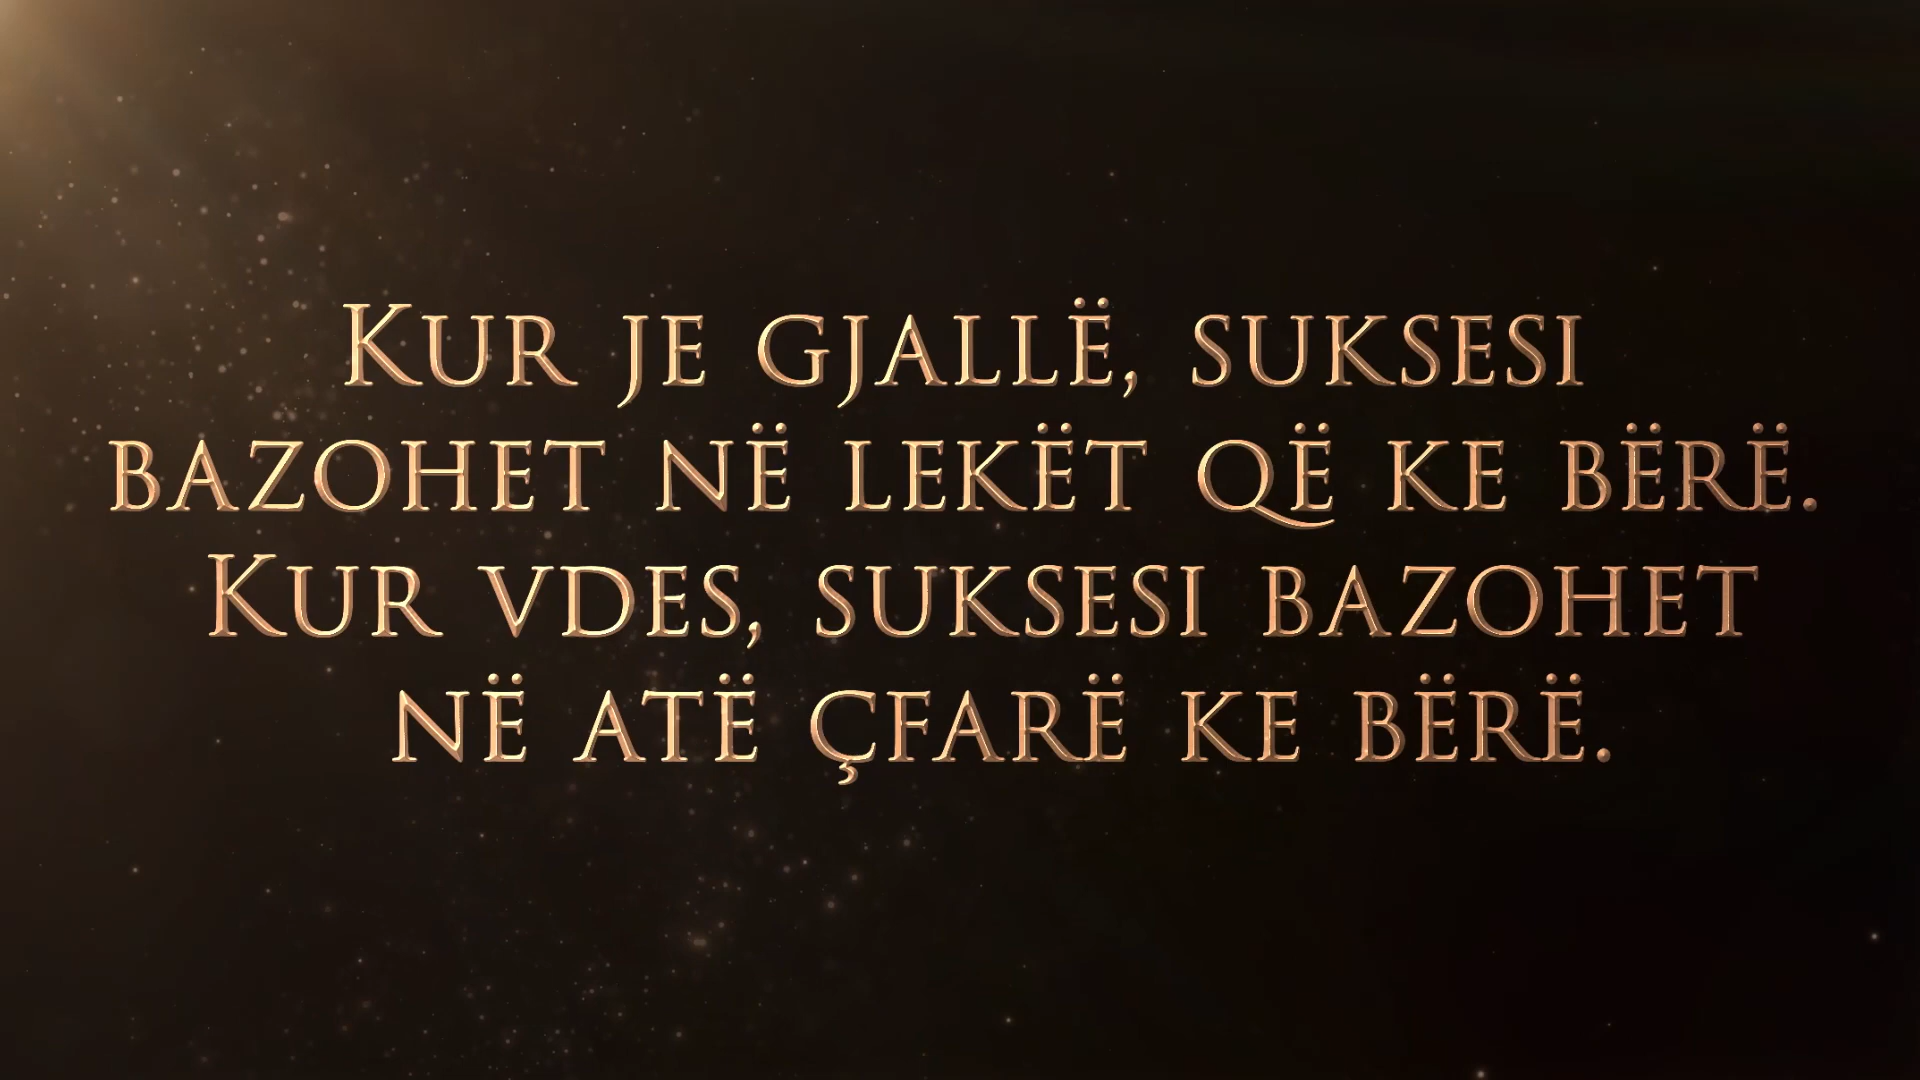 Kur je gjallë, suksesi
bazohet në lekët që ke bërë.
Kur vdes, suksesi bazohet
në atë çfarë ke bërë.